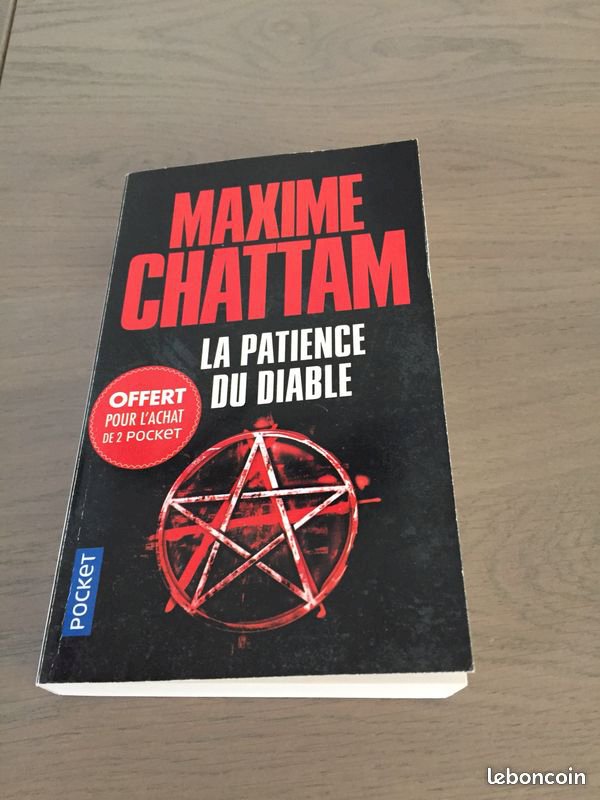 MAXIME
CHATTAM
LA PATIENCE
DU DIABLE
OFFERT
POUR L'ACHAT
DE 2 POCKET
POCKET
leboncoin